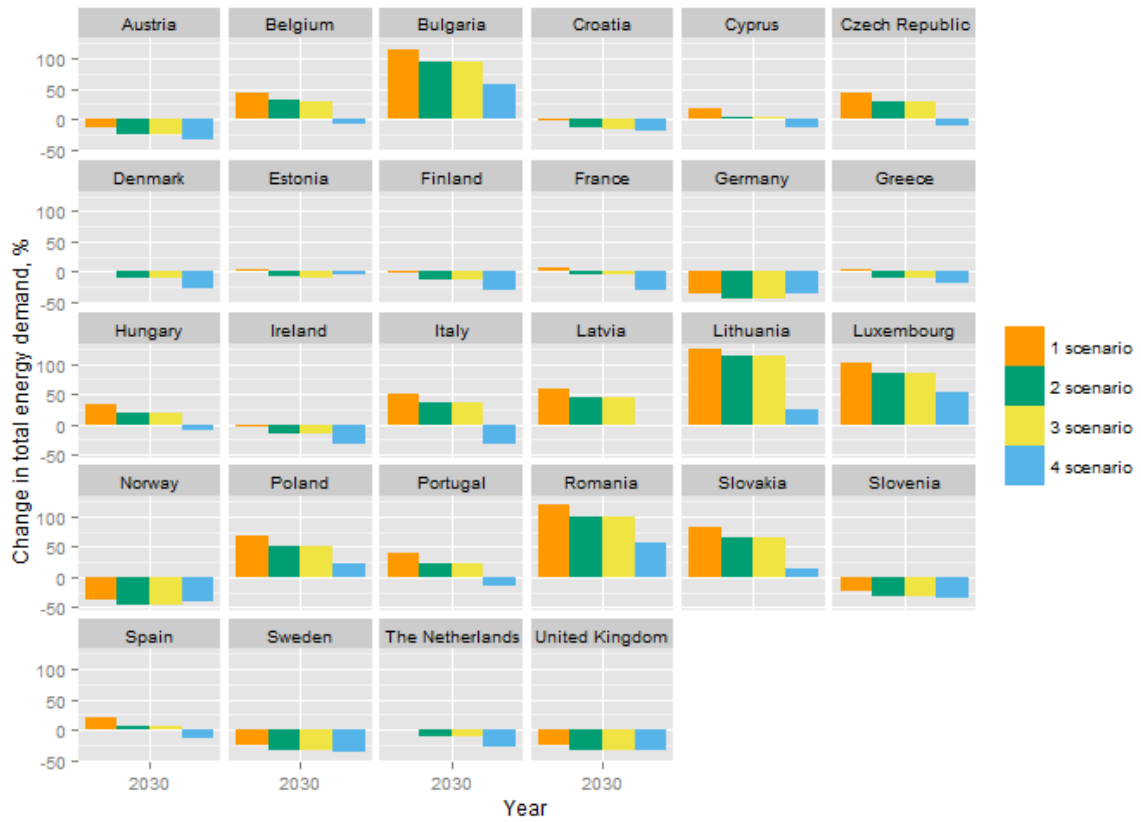 Austria Belgium Bulgaria Croatia Cyprus Czech Republic
100
50
0
-50
Denmark Estonia Finland France Germany Greece
100
50
0
-50
Hungary Ireland Italy Latvia Lithuania Luxembourg
100
50
0
-50
Norway Poland Portugal Romania Slovakia Slovenia
100
50
0
-50
Spain Sweden The Netherlands United Kingdom
100
50
0
-50
2030 2030 2030 2030
Year
Change in total energy demand, %
1 scenario
2 scenario
3 scenario
4 scenario